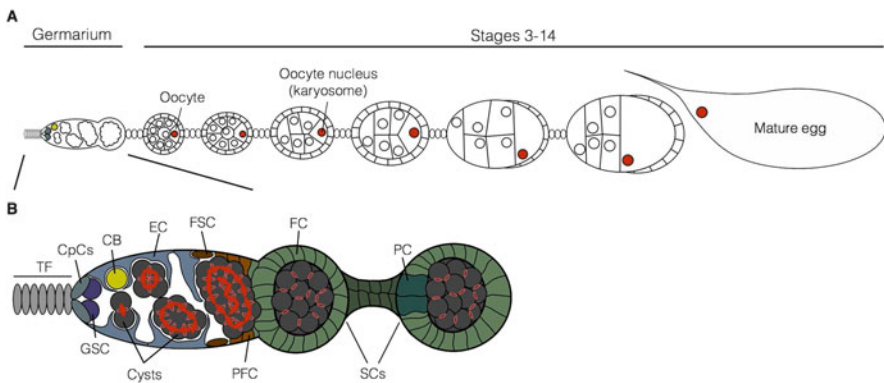 A
Germarium
Stages 3-14
Oocyte
Oocyte nucleus
(karyosome)
Mature egg
B
TF
CpCs
CB
EC
FSC
FC
PC
GSC
Cysts
PFC
SCs